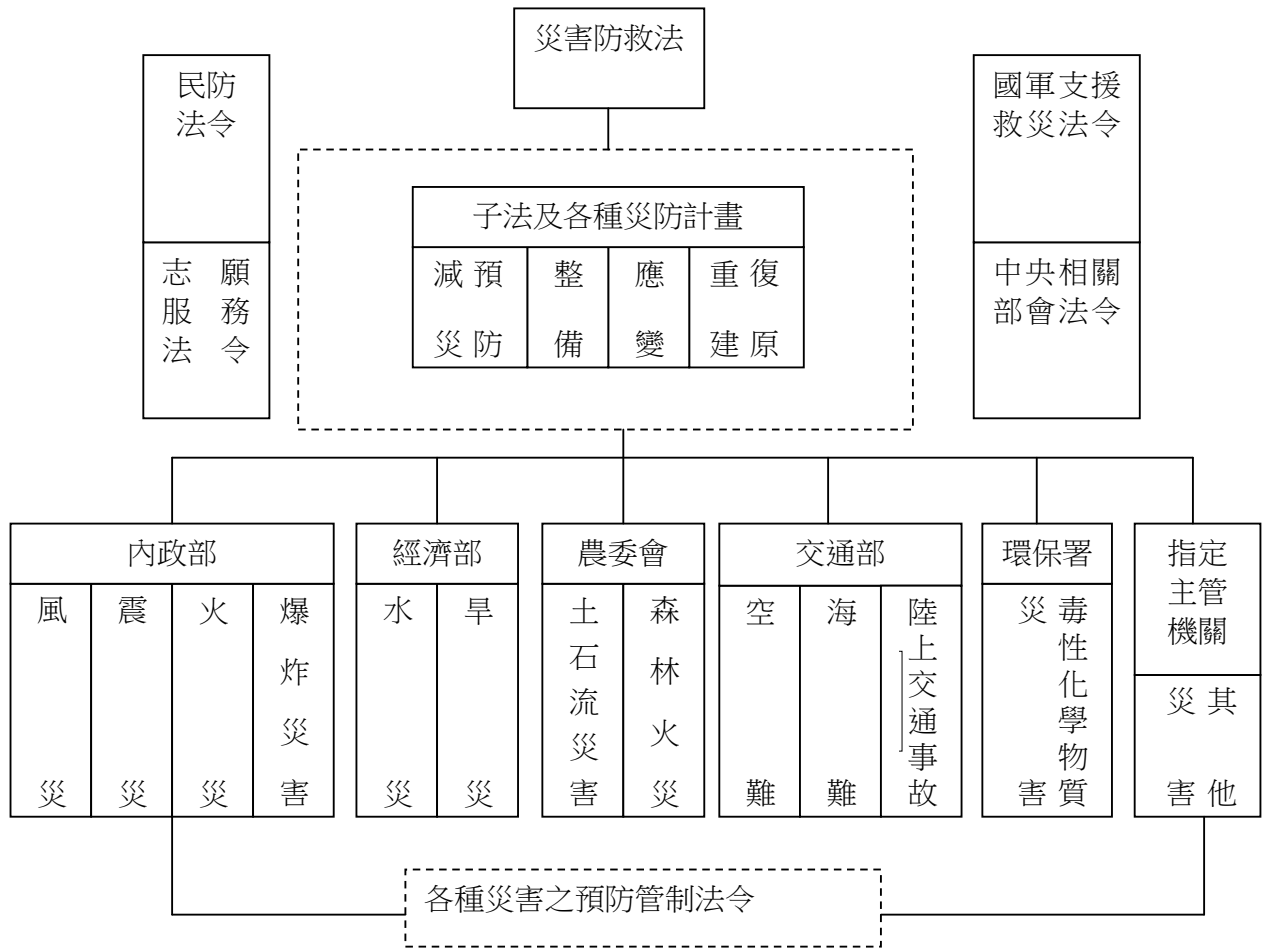 災害防救法
民防
法令
志願
服務
法令
國軍支援
救災法令
中央相關
部會法令
子法及各種災防計畫
預防
減災
整備
應變
復原
重建
內政部
風災
震災
火災
爆炸災害
經濟部
水災
旱災
農委會
土石流災害
森林火災
交通部
空難
海難
陸上交通事故
環保署
毒性化學物質
災害
指定
主管
機關
其他
災害
各種災害之預防管制法令